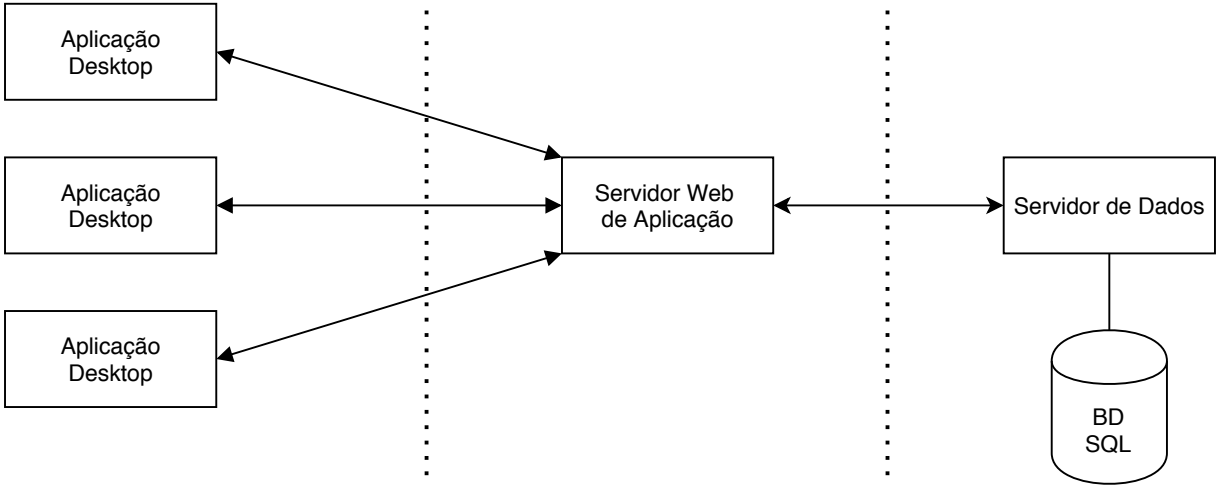 Aplicação
Desktop
Aplicação
Desktop
Servidor Web
de Aplicação
Servidor de Dados
Aplicação
Desktop
BD
SQL